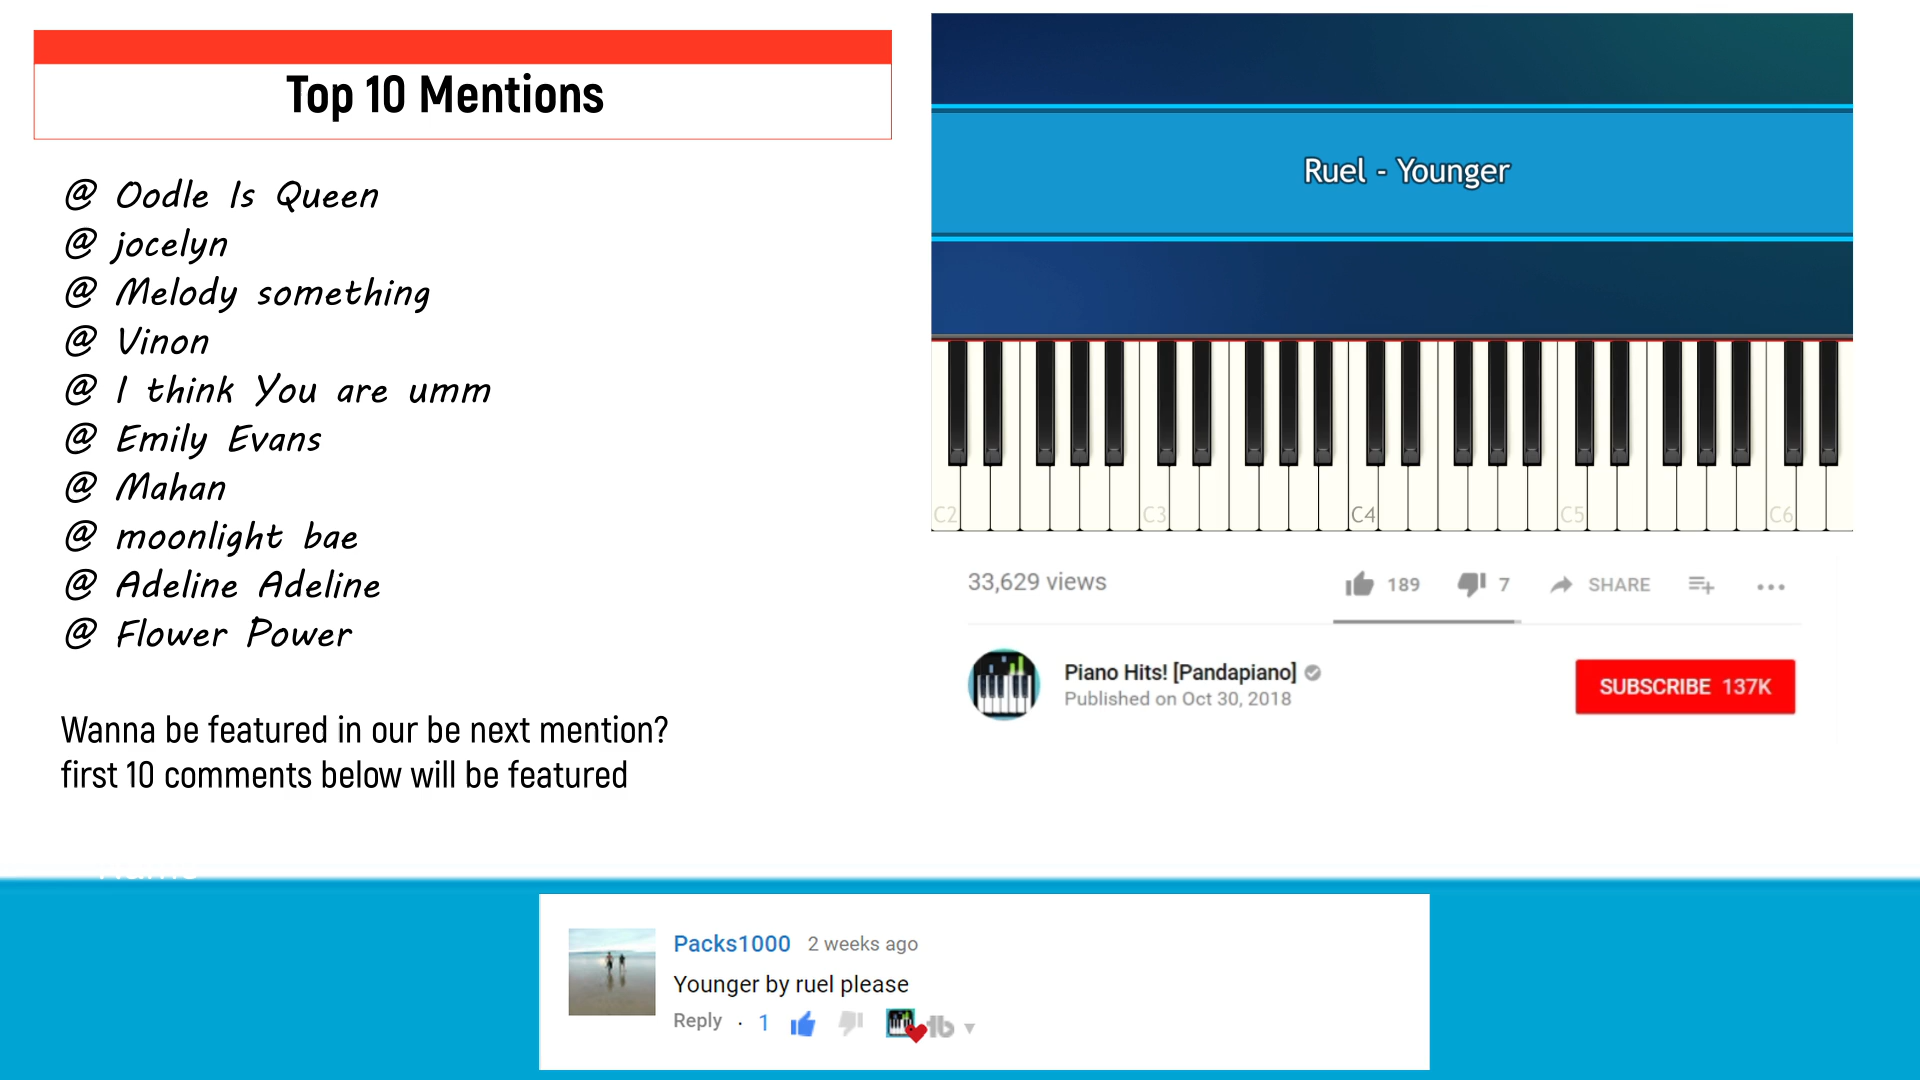 Top 10 Mentions
@ Oodle Is Queen
@ jocelyn
@ Melody something
@ Vinon
@ I think You are umm
@ Emily Evans
@ Mahan
@ moonlight bae
@ Adeline Adeline
@ Flower Power
Wanna be featured in our be next mention?
first 10 comments below will be featured
Ruel - Younger
C2 C3 C4 C5 C6
33,629 views 189 7 SHARE
Piano Hits! [Pandapiano]
Published on Oct 30, 2018
SUBSCRIBE 137K
Packs1000 2 weeks ago
Younger by ruel please
Reply · 1